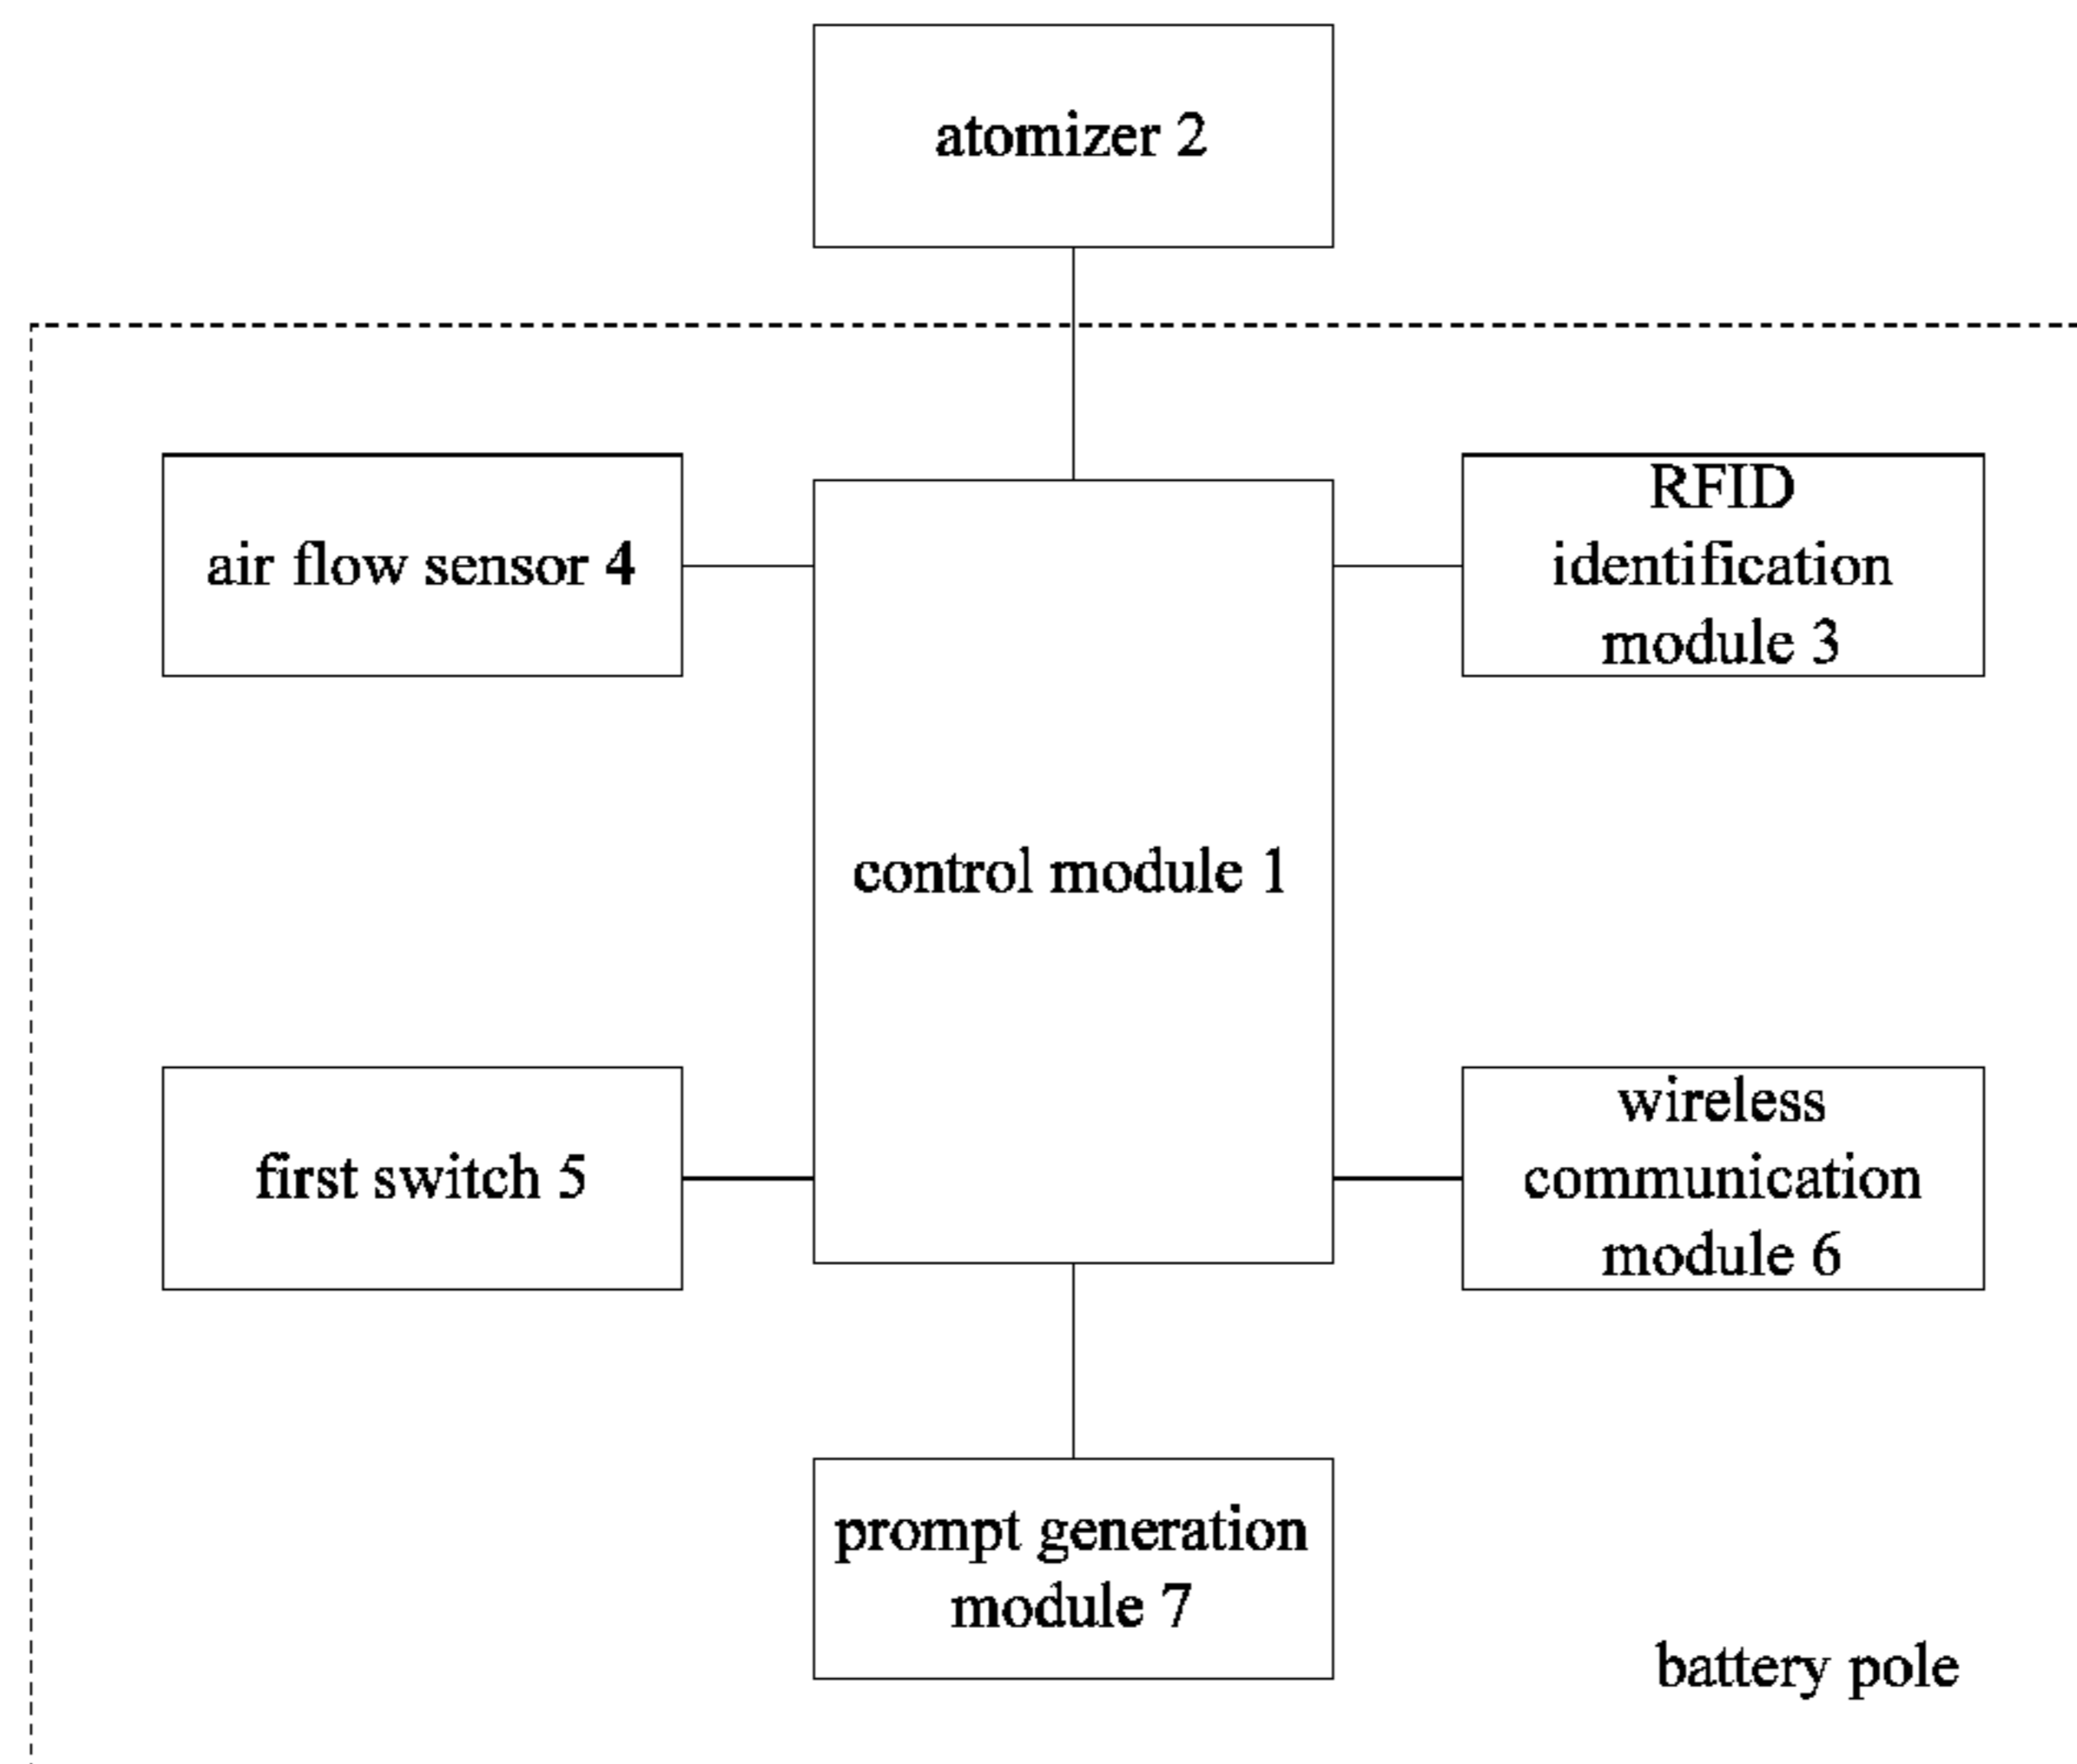 atomizer 2
air flow sensor 4
RFID
identification
module 3
control module 1
first switch 5
wireless
communication
module 6
prompt generation
module 7
battery pole